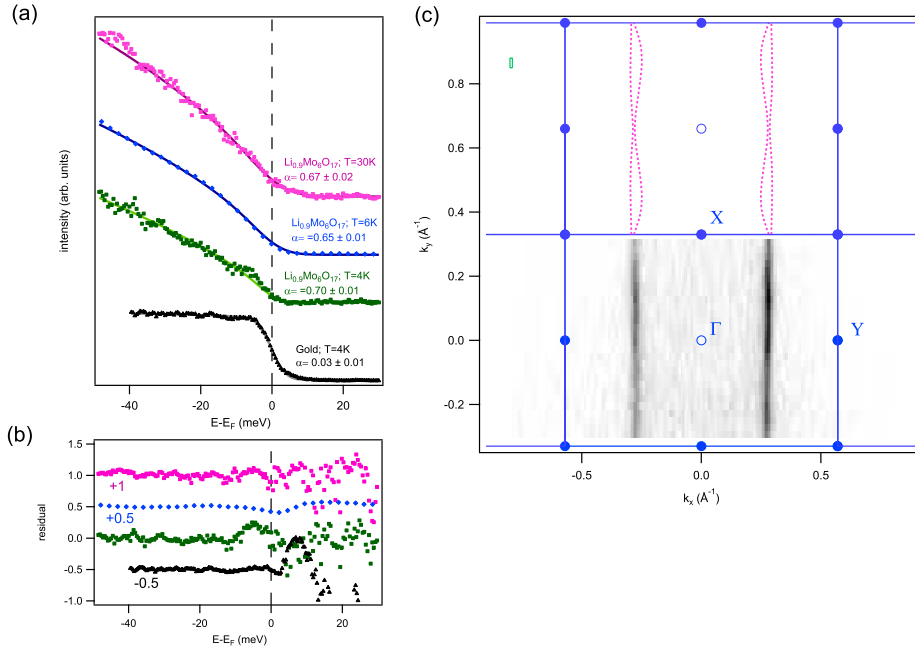 (a)
intensity (arb. units)
Li0.9Mo6O17; T=30K
α= 0.67 ± 0.02
Li0.9Mo6O17; T=6K
α= =0.65 ± 0.01
Li0.9Mo6O17; T=4K
α= =0.70 ± 0.01
Gold; T=4K
α= 0.03 ± 0.01
-40 -20 0 20
E-EF (meV)
(b)
residual
1.5
1.0
0.5
0.0
-0.5
-1.0
+1
+0.5
-0.5
-40 -20 0 20
E-EF (meV)
(c)
ky (Å-1)
0.8
0.6
0.4
0.2
0.0
-0.2
X
Γ
Y
-0.5 0.0 0.5
kx (Å-1)